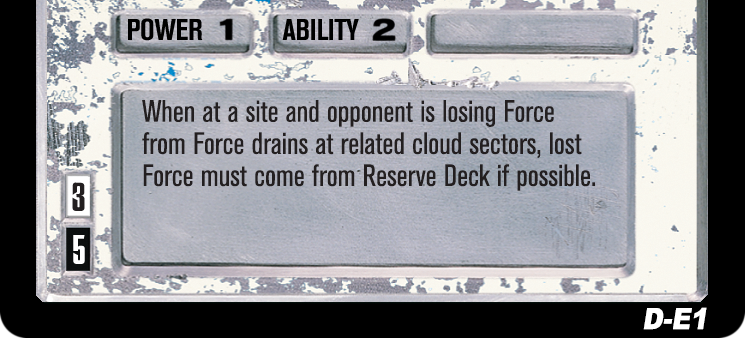 POWER 1 ABILITY 2
When at a site and opponent is losing Force
from Force drains at related cloud sectors, lost
Force must come from Reserve Deck if possible.
3
5
D-E1